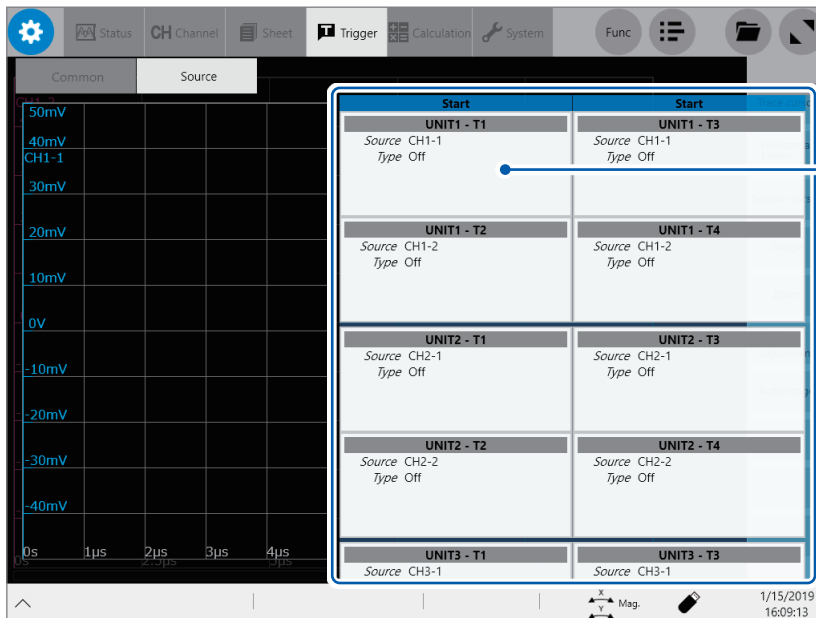 Status CH Channel Sheet Trigger Calculation System Func
Common Source
50mV
40mV
CH1-1
30mV
20mV
10mV
0V
-10mV
-20mV
-30mV
-40mV
0s 1µs 2µs 3µs 4µs
0s 2.5µs 5µs
Start Start
UNIT1 - T1 UNIT1 - T3
Source CH1-1 Source CH1-1
Type Off Type Off
UNIT1 - T2 UNIT1 - T4
Source CH1-2 Source CH1-2
Type Off Type Off
UNIT2 - T1 UNIT2 - T3
Source CH2-1 Source CH2-1
Type Off Type Off
UNIT2 - T2 UNIT2 - T4
Source CH2-2 Source CH2-2
Type Off Type Off
UNIT3 - T1 UNIT3 - T3
Source CH3-1 Source CH3-1
X
Y
Mag.
1/15/2019
16:09:13